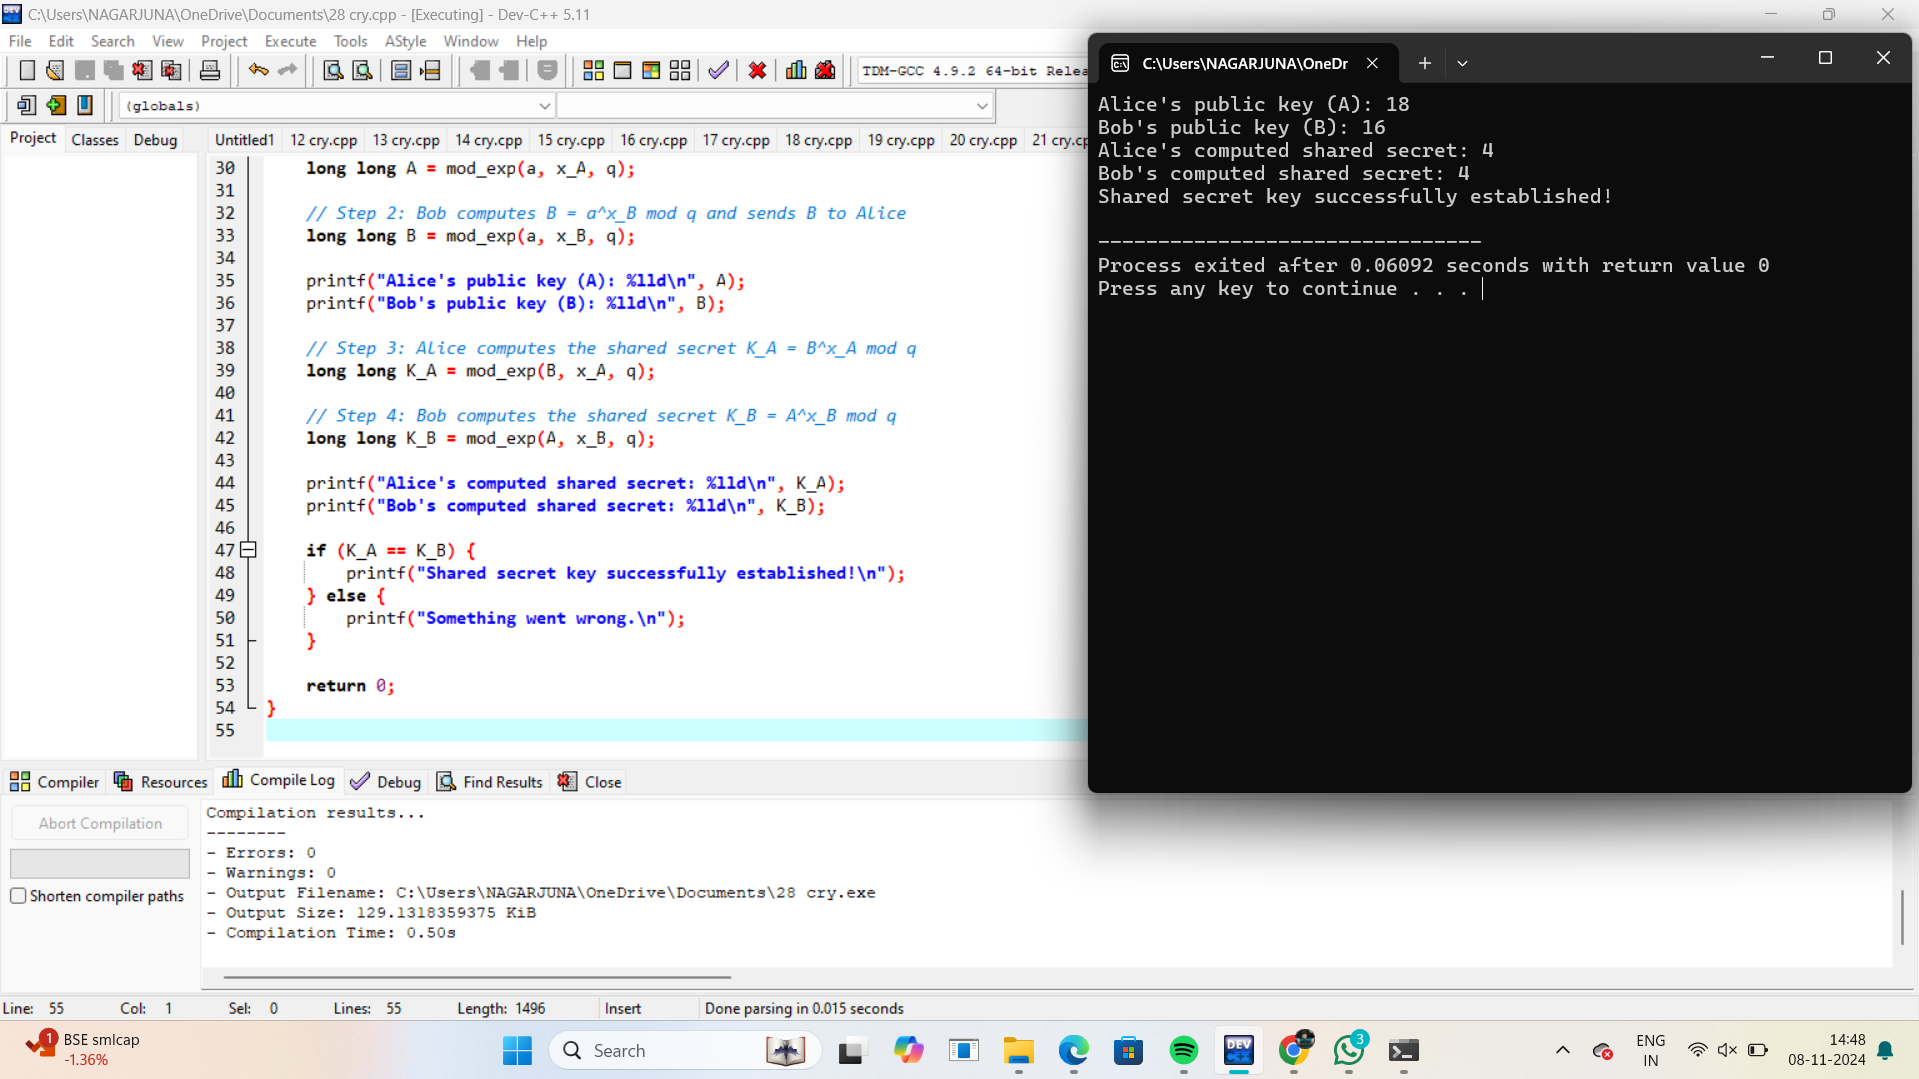 C:\Users\NAGARJUNA\OneDrive\Documents\28 cry.cpp - [Executing] - Dev-C++ 5.11
File Edit Search View Project Execute Tools AStyle Window Help
TDM-GCC 4.9.2 64-bit Relea
(globals)
Project Classes Debug
Untitled1 12 cry.cpp 13 cry.cpp 14 cry.cpp 15 cry.cpp 16 cry.cpp 17 cry.cpp 18 cry.cpp 19 cry.cpp 20 cry.cpp 21 cry.cp
30 long long A = mod_exp(a, x_A, q);
31
32 // Step 2: Bob computes B = a^x_B mod q and sends B to Alice
33 long long B = mod_exp(a, x_B, q);
34
35 printf("Alice's public key (A): %lld\n", A);
36 printf("Bob's public key (B): %lld\n", B);
37
38 // Step 3: Alice computes the shared secret K_A = B^x_A mod q
39 long long K_A = mod_exp(B, x_A, q);
40
41 // Step 4: Bob computes the shared secret K_B = A^x_B mod q
42 long long K_B = mod_exp(A, x_B, q);
43
44 printf("Alice's computed shared secret: %lld\n", K_A);
45 printf("Bob's computed shared secret: %lld\n", K_B);
46
47 if (K_A == K_B) {
48 printf("Shared secret key successfully established!\n");
49 } else {
50 printf("Something went wrong.\n");
51 }
52
53 return 0;
54 }
55
C:\Users\NAGARJUNA\OneDr
Alice's public key (A): 18
Bob's public key (B): 16
Alice's computed shared secret: 4
Bob's computed shared secret: 4
Shared secret key successfully established!
--------------------------------
Process exited after 0.06092 seconds with return value 0
Press any key to continue . . .
Compiler Resources Compile Log Debug Find Results Close
Abort Compilation
Shorten compiler paths
Compilation results...
--------
- Errors: 0
- Warnings: 0
- Output Filename: C:\Users\NAGARJUNA\OneDrive\Documents\28 cry.exe
- Output Size: 129.1318359375 KiB
- Compilation Time: 0.50s
Line: 55 Col: 1 Sel: 0 Lines: 55 Length: 1496 Insert Done parsing in 0.015 seconds
1 BSE smlcap
-1.36%
Search
DEV
3
ENG
IN
14:48
08-11-2024